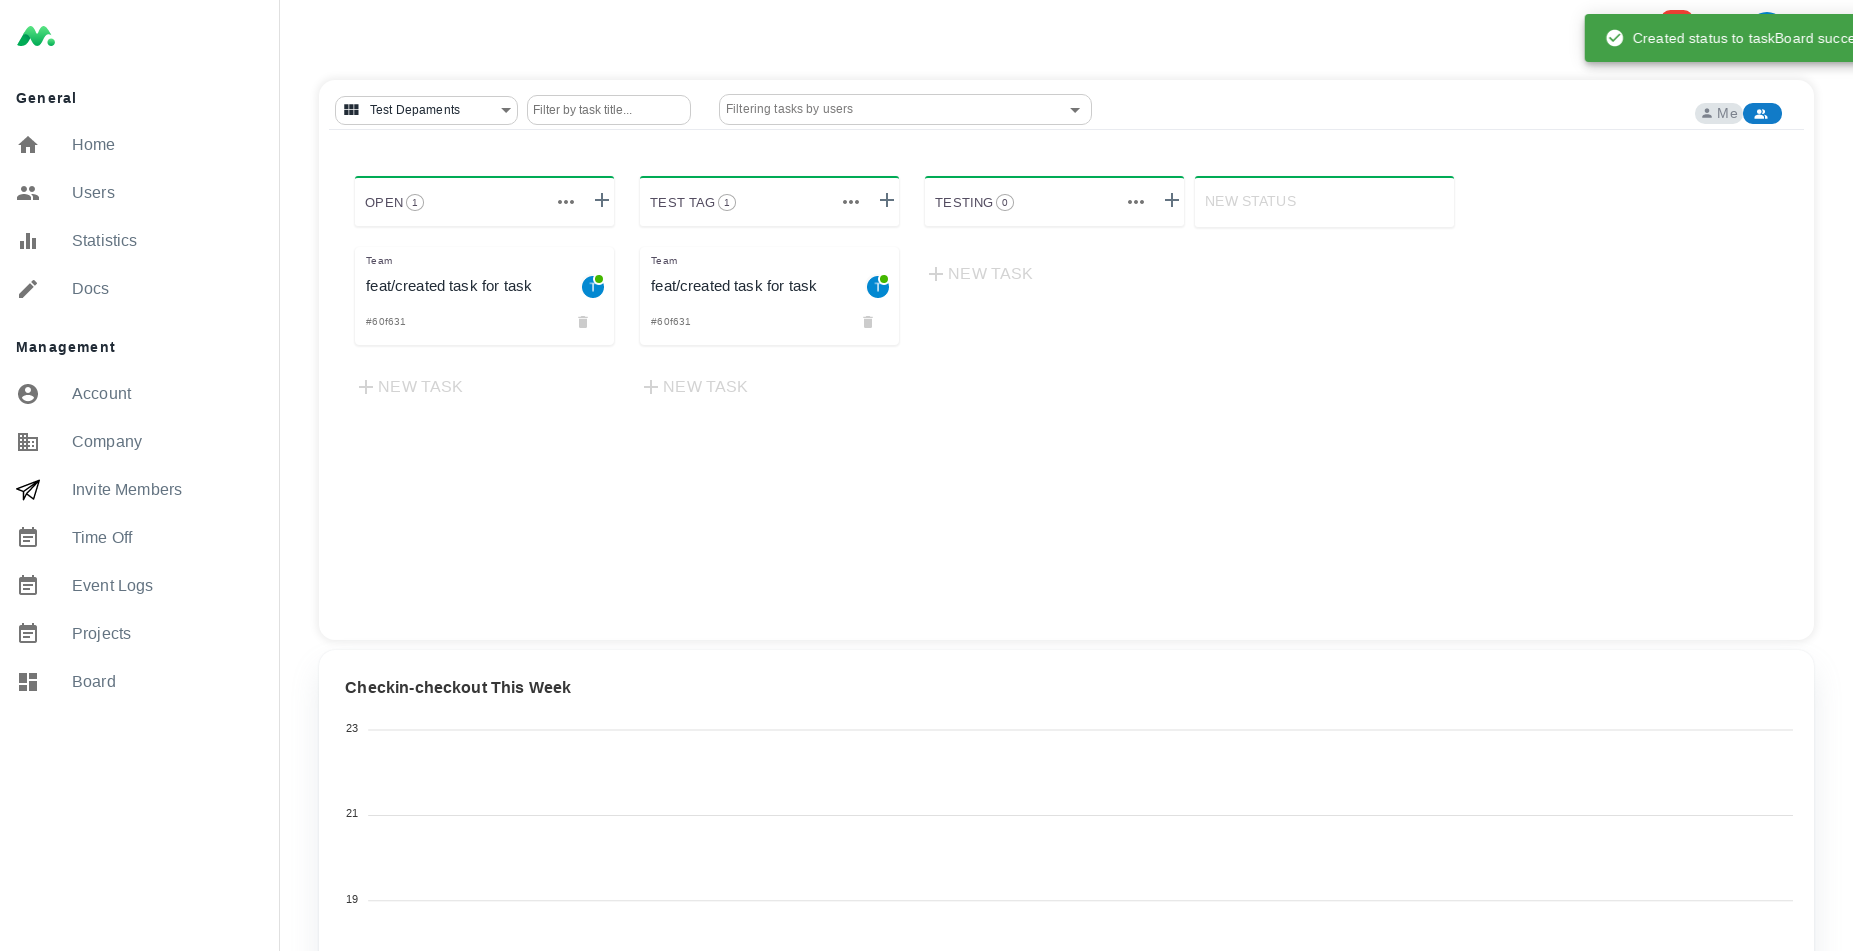 Created status to taskBoard succe
General
Home
Users
Statistics
Docs
Management
Account
Company
Invite Members
Time Off
Event Logs
Projects
Board
Test Depaments
Filter by task title...
Filtering tasks by users
Me
OPEN 1
TEST TAG 1
TESTING 0
NEW STATUS
Team
feat/created task for task
T
#60f631
NEW TASK
Team
feat/created task for task
T
#60f631
NEW TASK
NEW TASK
Checkin-checkout This Week
23
21
19